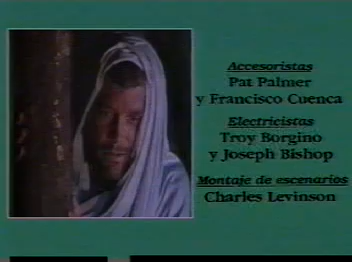 Accesoristas
Pat Palmer
y Francisco Cuenca
Electricistas
Troy Borgino
y Joseph Bishop
Montaje de escenarios
Charles Levinson